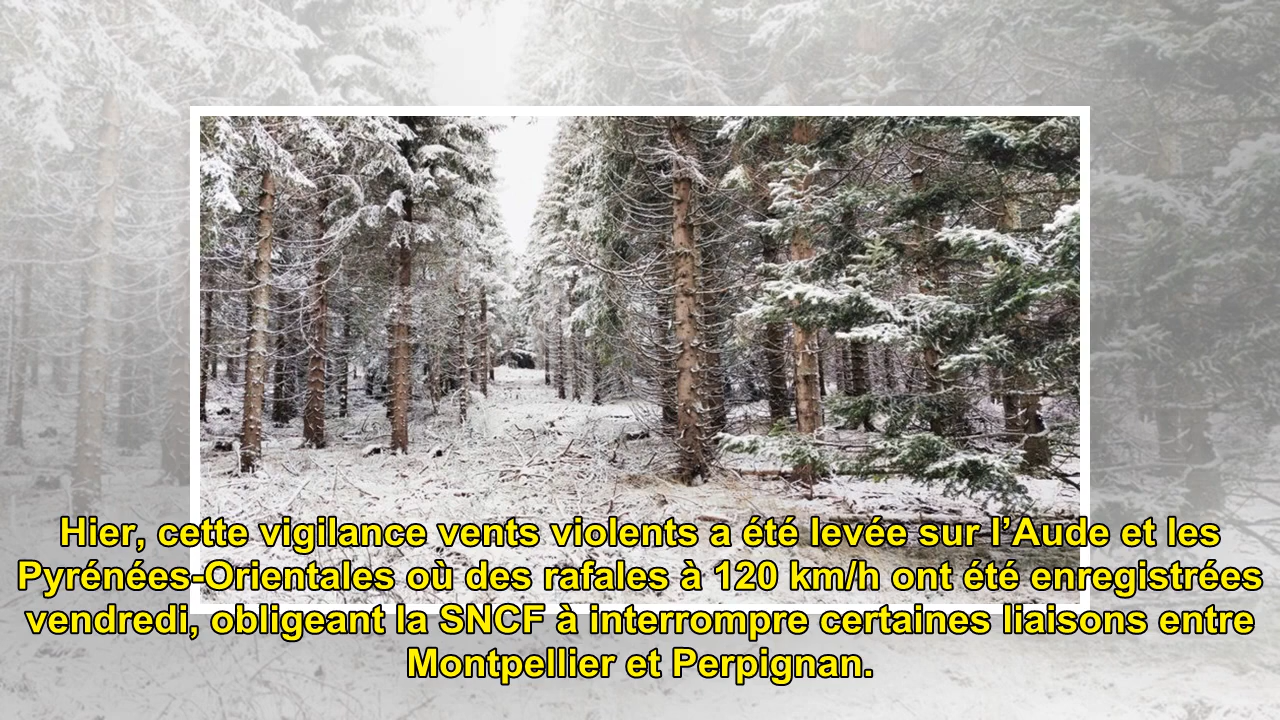 Hier, cette vigilance vents violents a été levée sur l’Aude et les
Pyrénées-Orientales où des rafales à 120 km/h ont été enregistrées
vendredi, obligeant la SNCF à interrompre certaines liaisons entre
Montpellier et Perpignan.